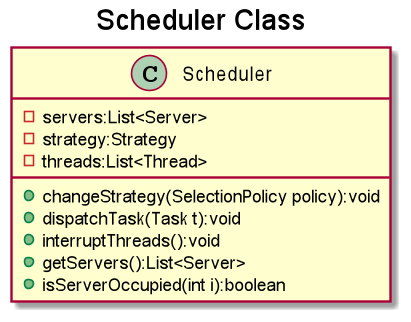 Scheduler Class
C Scheduler
servers:List<Server>
strategy:Strategy
threads:List<Thread>
changeStrategy(SelectionPolicy policy):void
dispatchTask(Task t):void
interruptThreads():void
getServers():List<Server>
isServerOccupied(int i):boolean